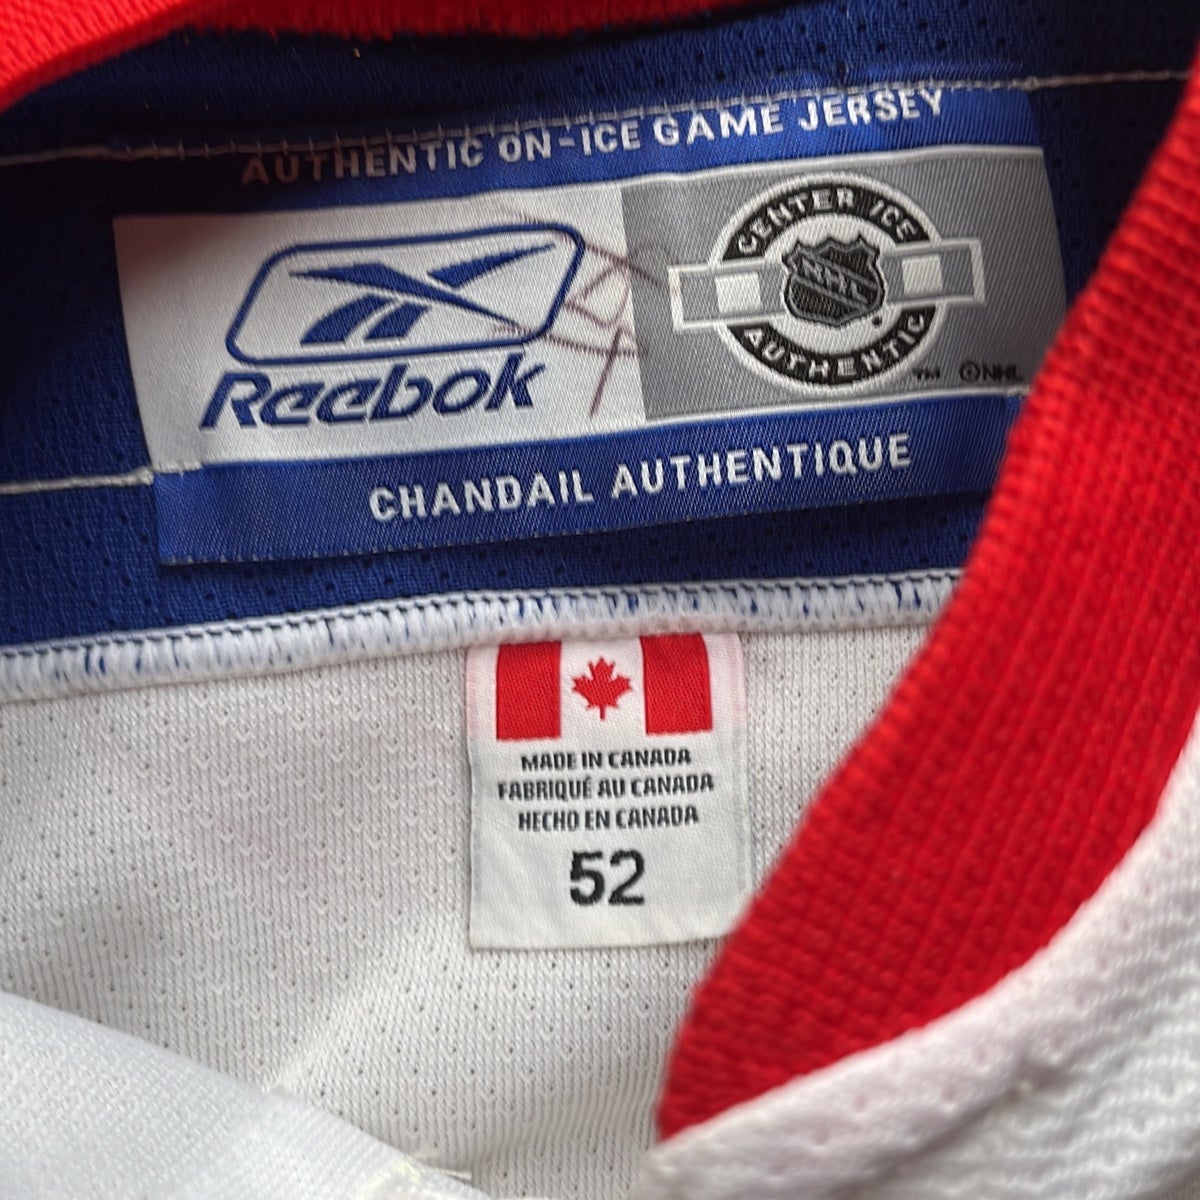 AUTHENTIC ON-ICE GAME JERSEY
Reebok
CENTER ICE
NHL
AUTHENTIC
™ ©NHL
CHANDAIL AUTHENTIQUE
MADE IN CANADA
FABRIQUÉ AU CANADA
HECHO EN CANADA
52